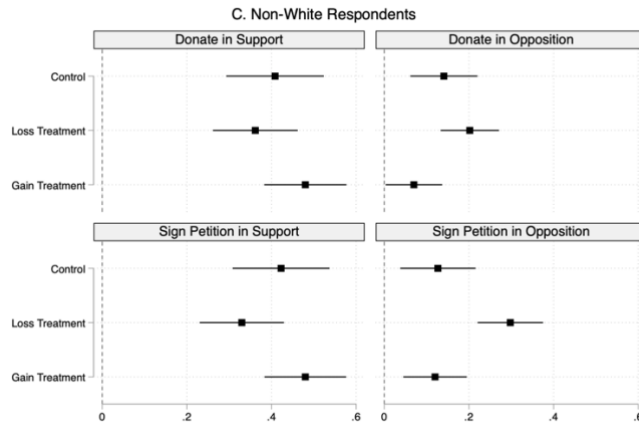 C. Non-White Respondents
Donate in Support
Donate in Opposition
Control
Loss Treatment
Gain Treatment
Sign Petition in Support
Sign Petition in Opposition
Control
Loss Treatment
Gain Treatment
0 .2 .4 .6 0 .2 .4 .6